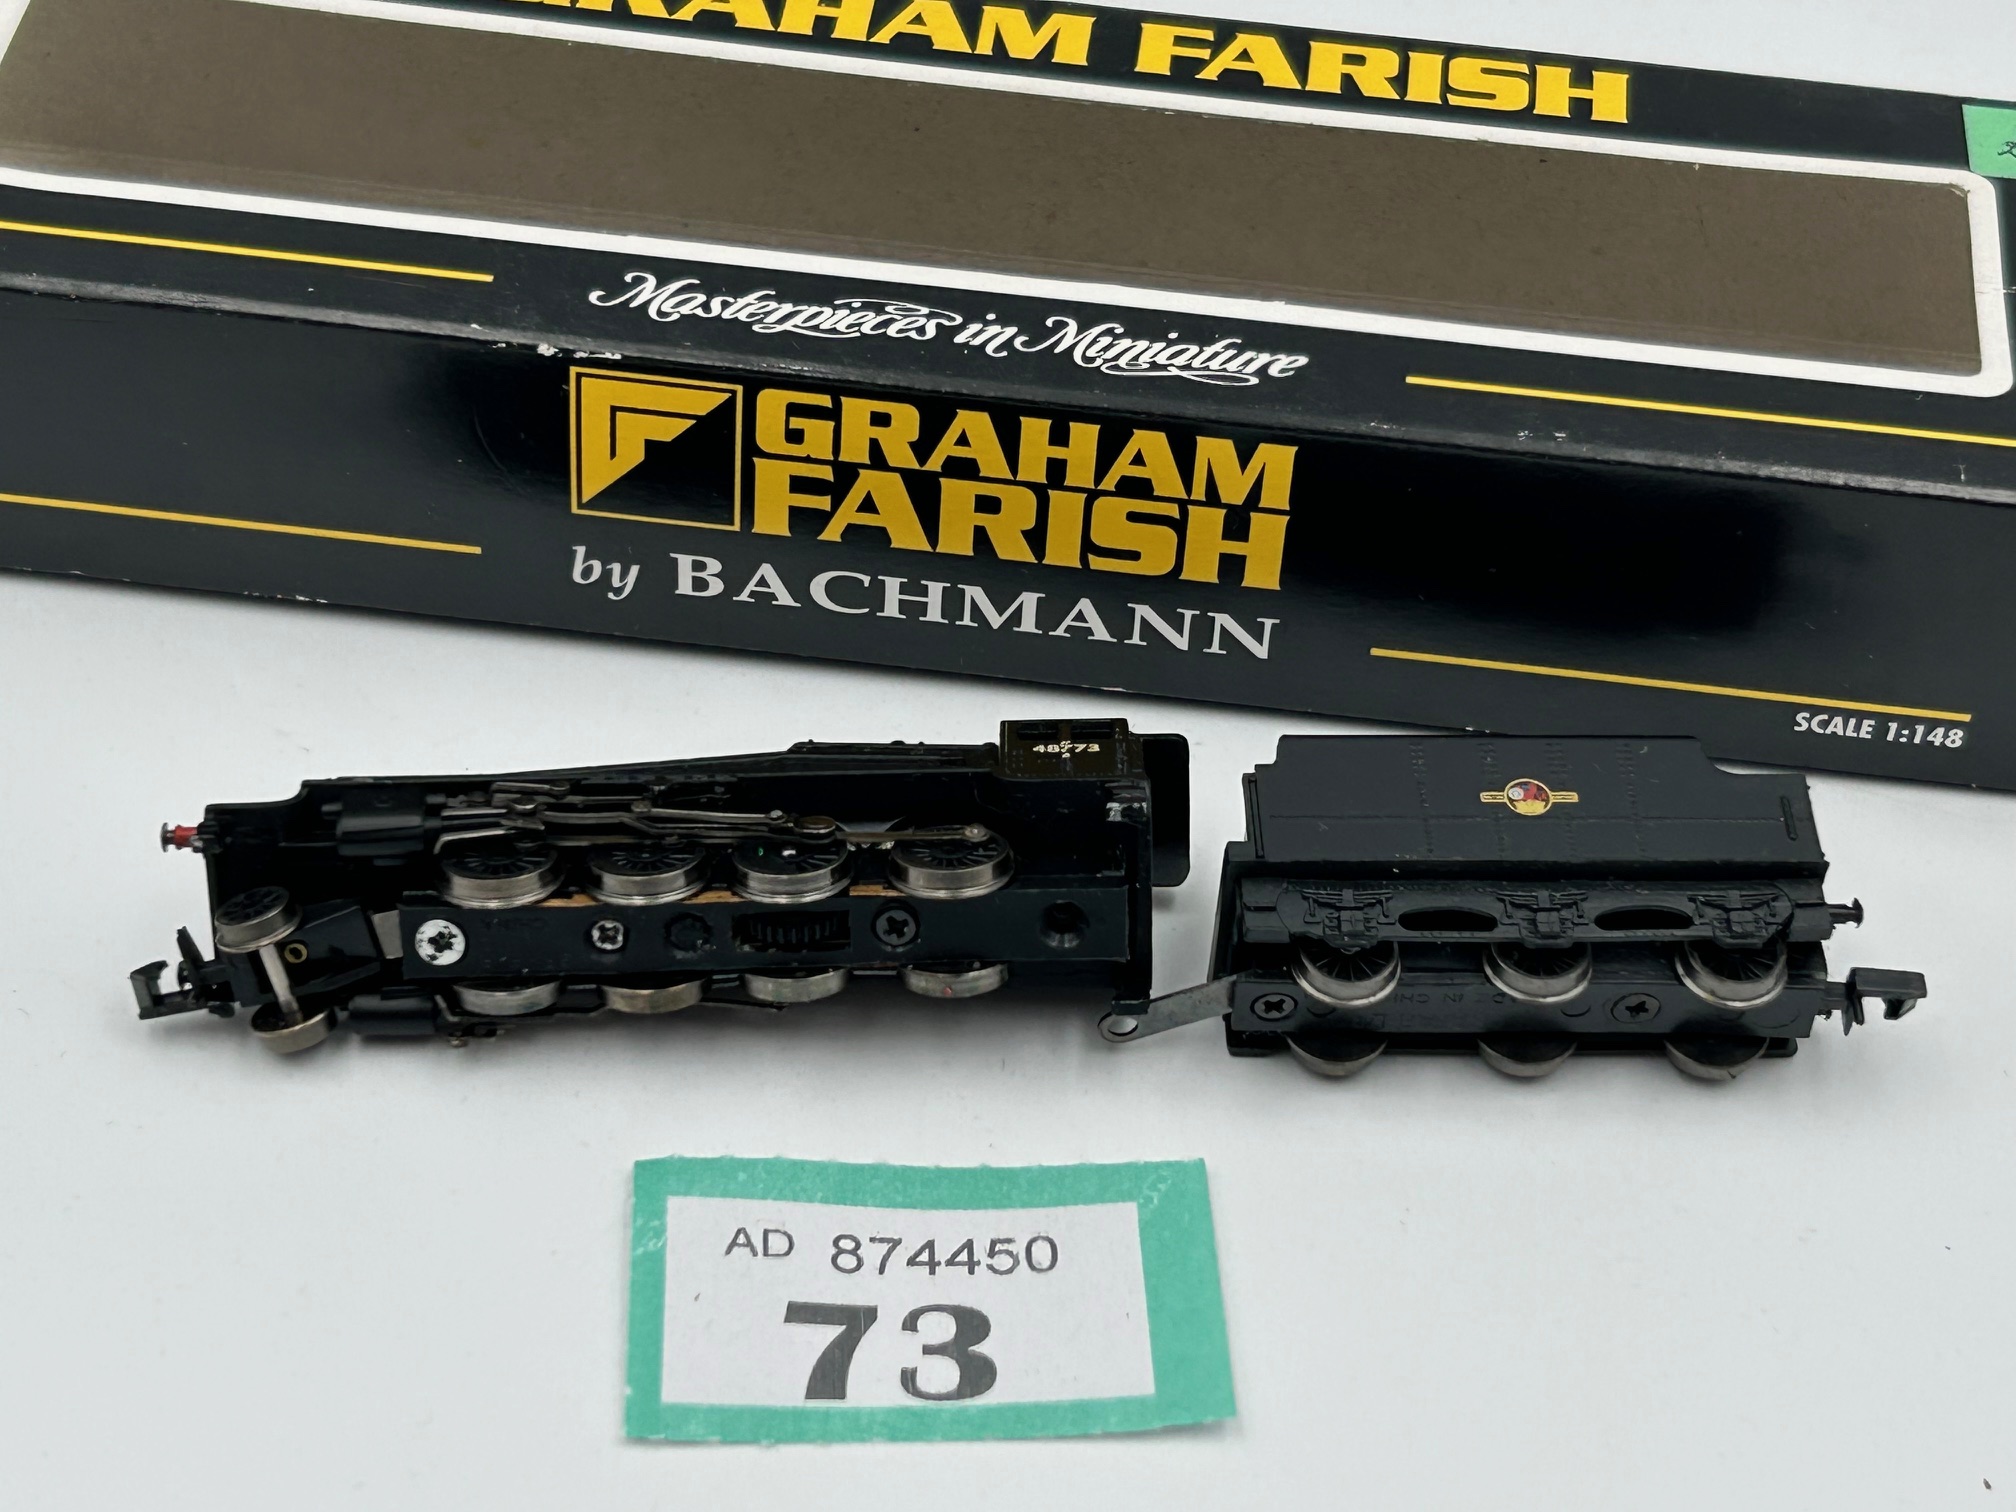 GRAHAM FARISH
Masterpieces in Miniature
GRAHAM
FARISH
by BACHMANN
SCALE 1:148
48773
AD 874450
73